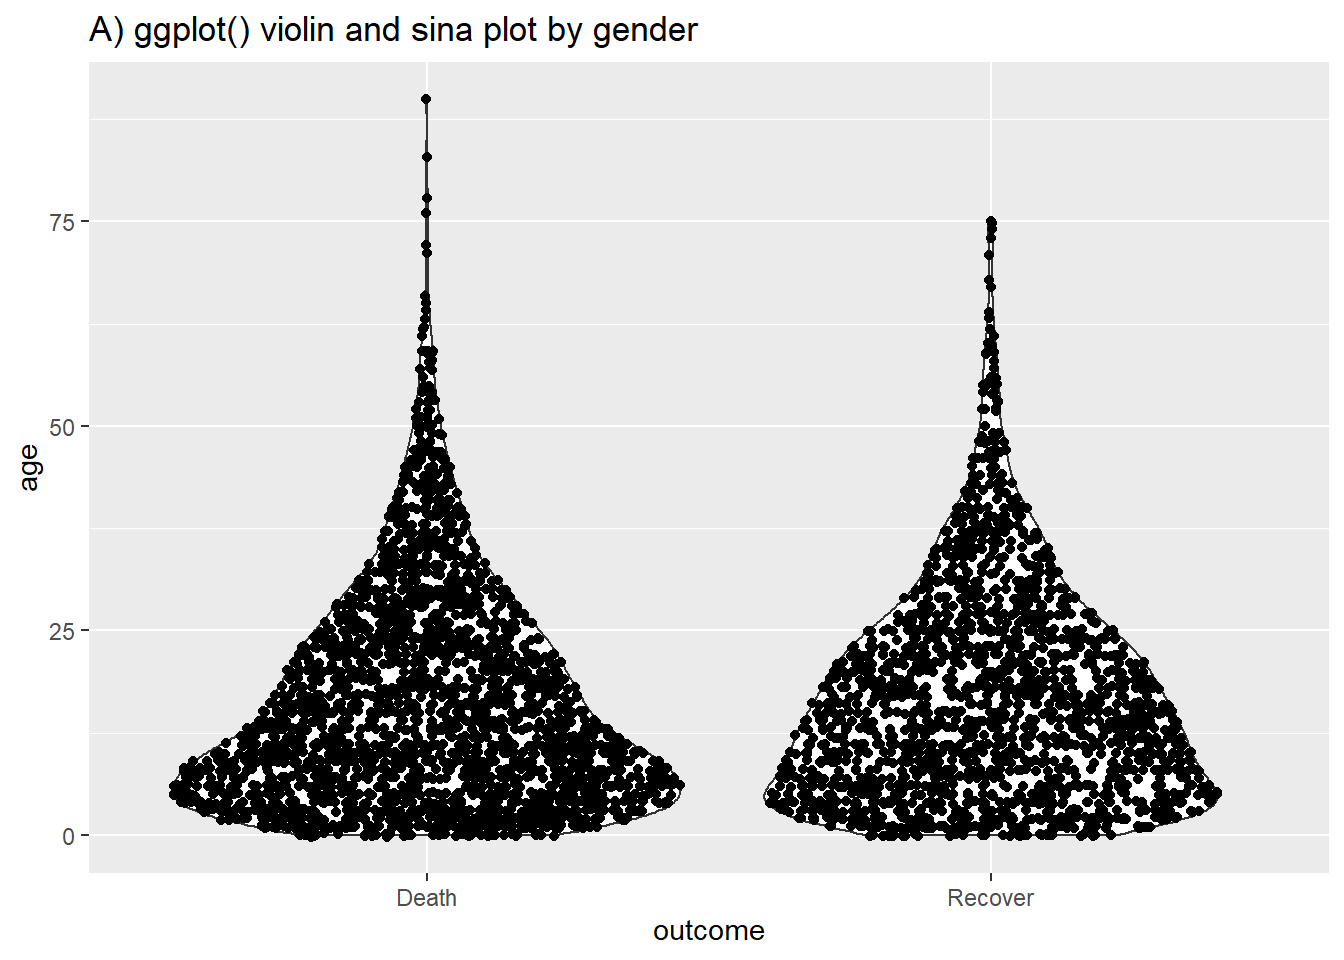 A) ggplot() violin and sina plot by gender
75
50
25
0
age
Death
Recover
outcome